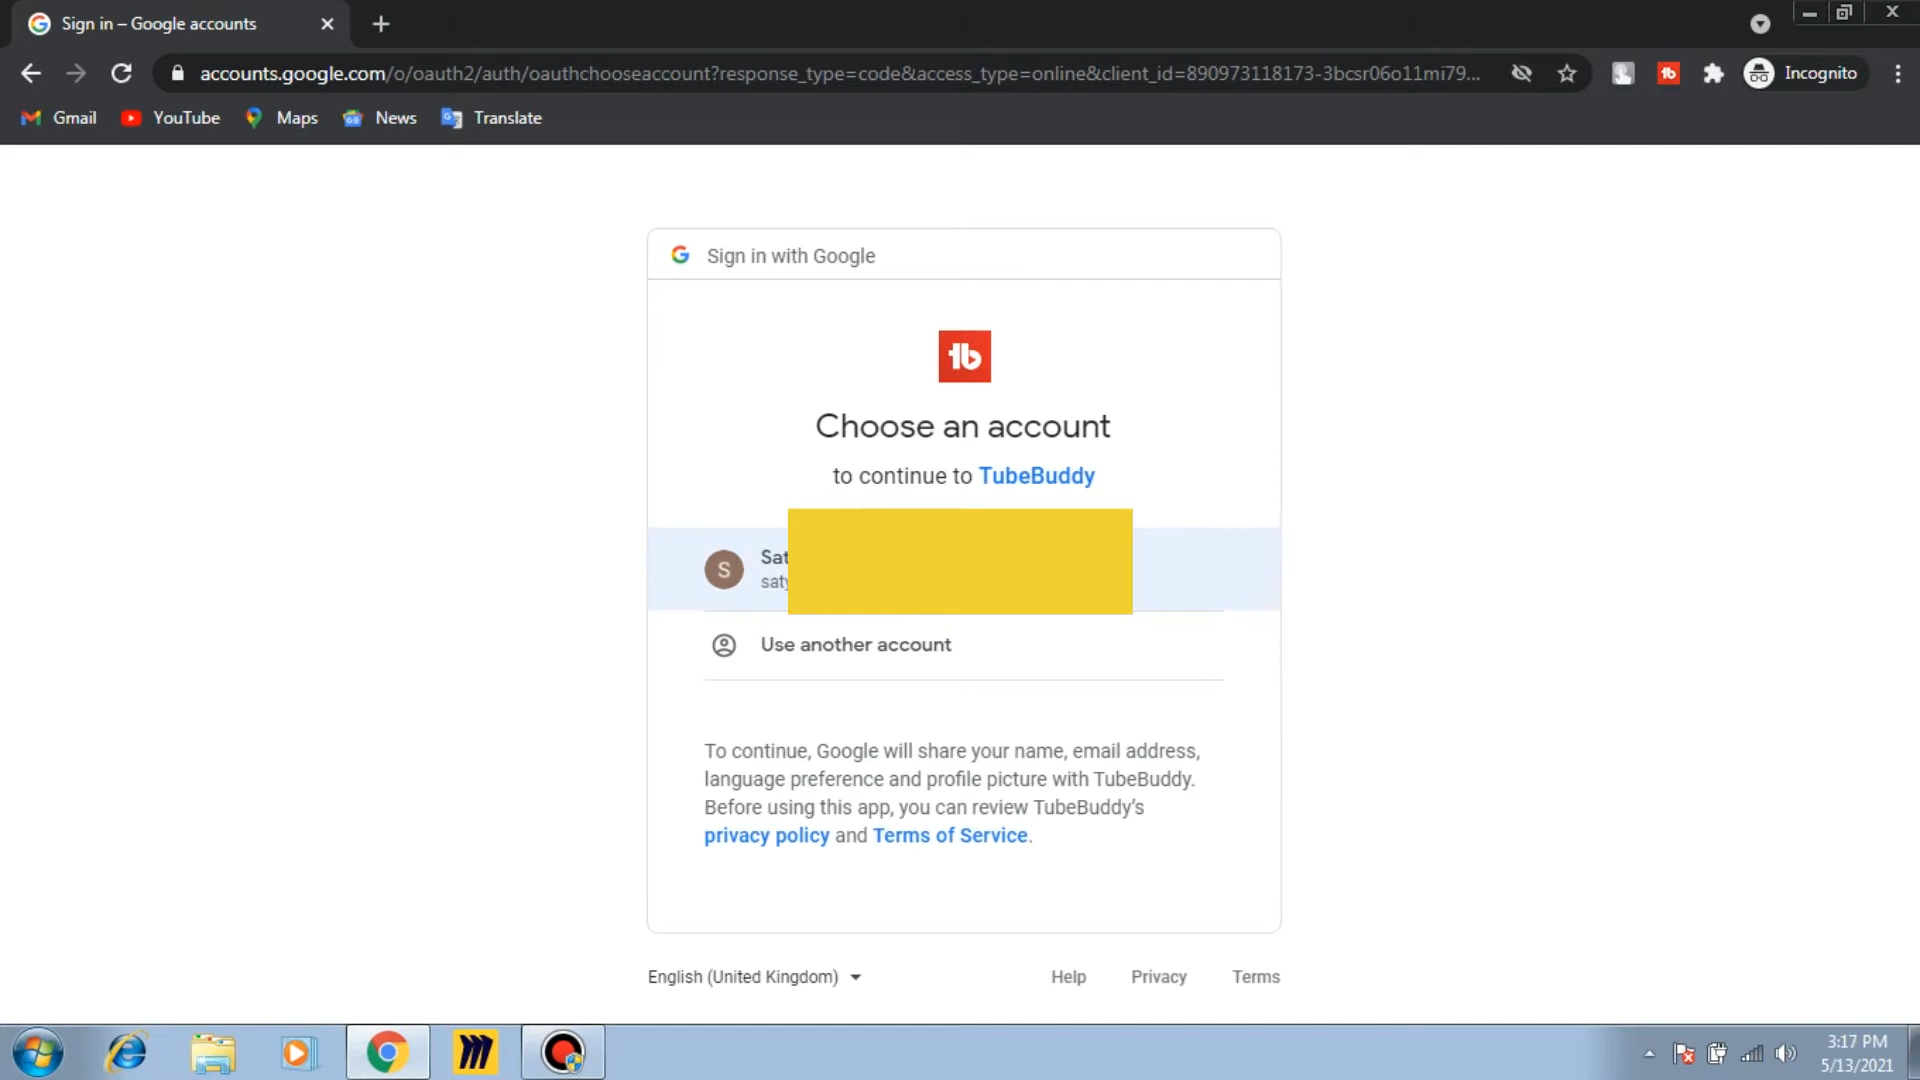 Sign in – Google accounts
accounts.google.com/o/oauth2/auth/oauthchooseaccount?response_type=code&access_type=online&client_id=890973118173-3bcsr06o11mi79...
Incognito
Gmail
YouTube
Maps
News
Translate
Sign in with Google
tb
Choose an account
to continue to TubeBuddy
S
Use another account
To continue, Google will share your name, email address,
language preference and profile picture with TubeBuddy.
Before using this app, you can review TubeBuddy's
privacy policy and Terms of Service.
English (United Kingdom)
Help
Privacy
Terms
3:17 PM
5/13/2021